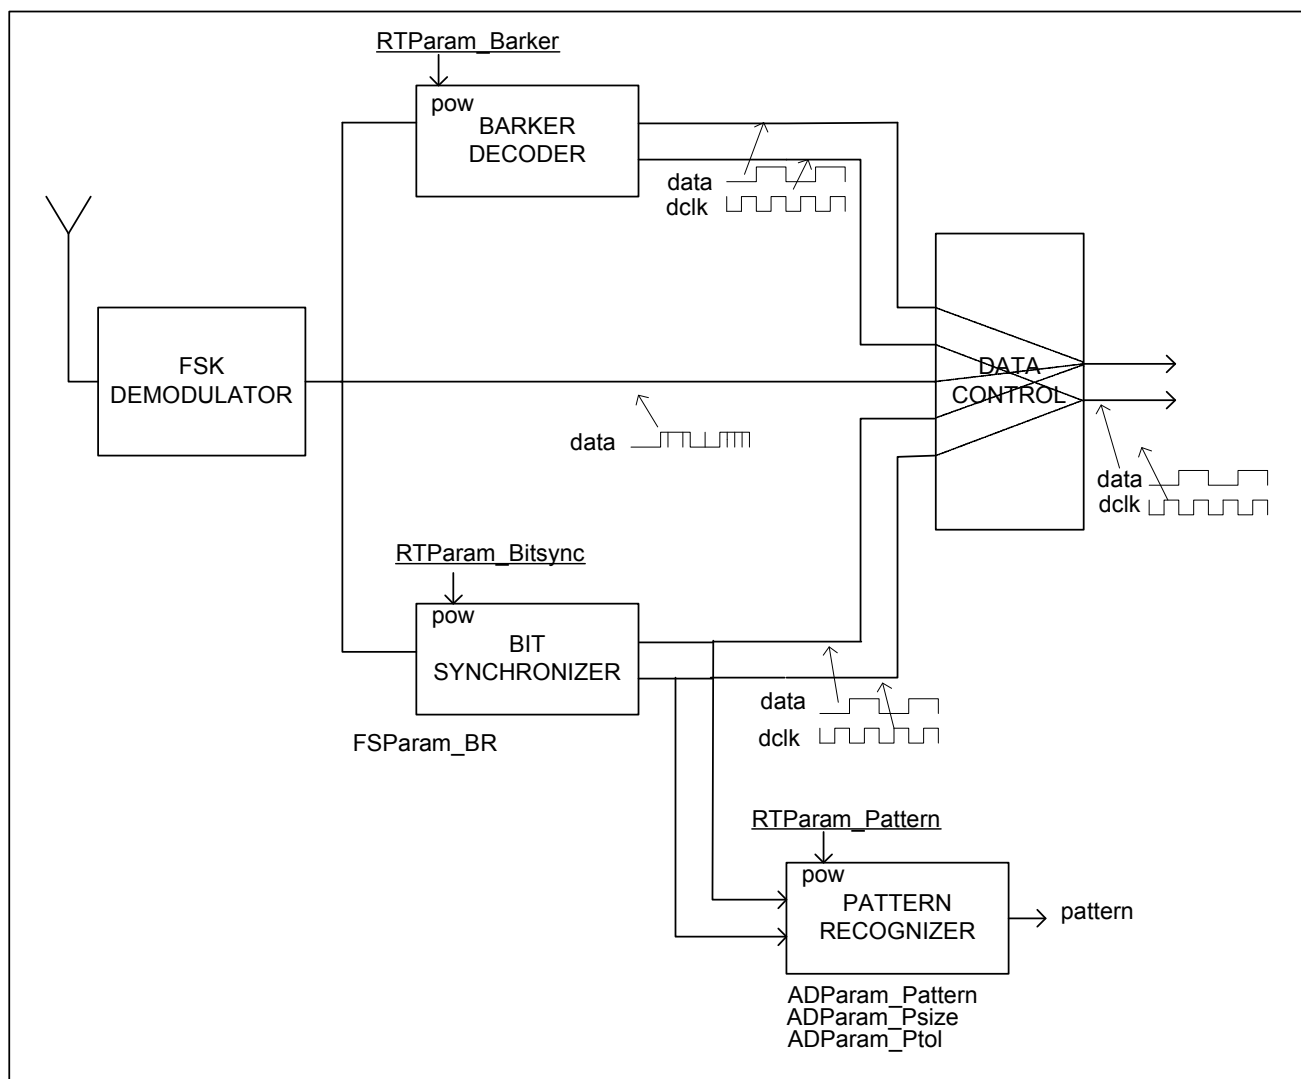 RTParam_Barker
pow
BARKER
DECODER
data
dclk
FSK
DEMODULATOR
DATA
CONTROL
data
data
dclk
RTParam_Bitsync
pow
BIT
SYNCHRONIZER
data
dclk
FSParam_BR
RTParam_Pattern
pow
PATTERN
RECOGNIZER
pattern
ADParam_Pattern
ADParam_Psize
ADParam_Ptol